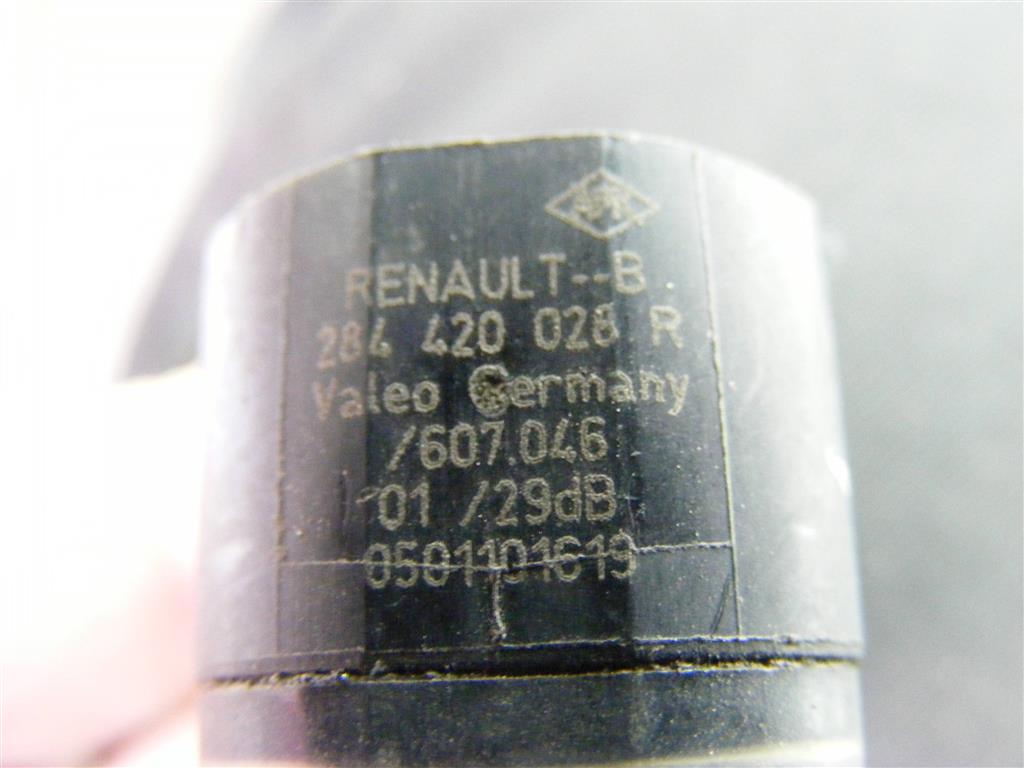 RENAULT--B
284 420 028 R
Valeo Germany
/607.046
01 /29dB
0501101619